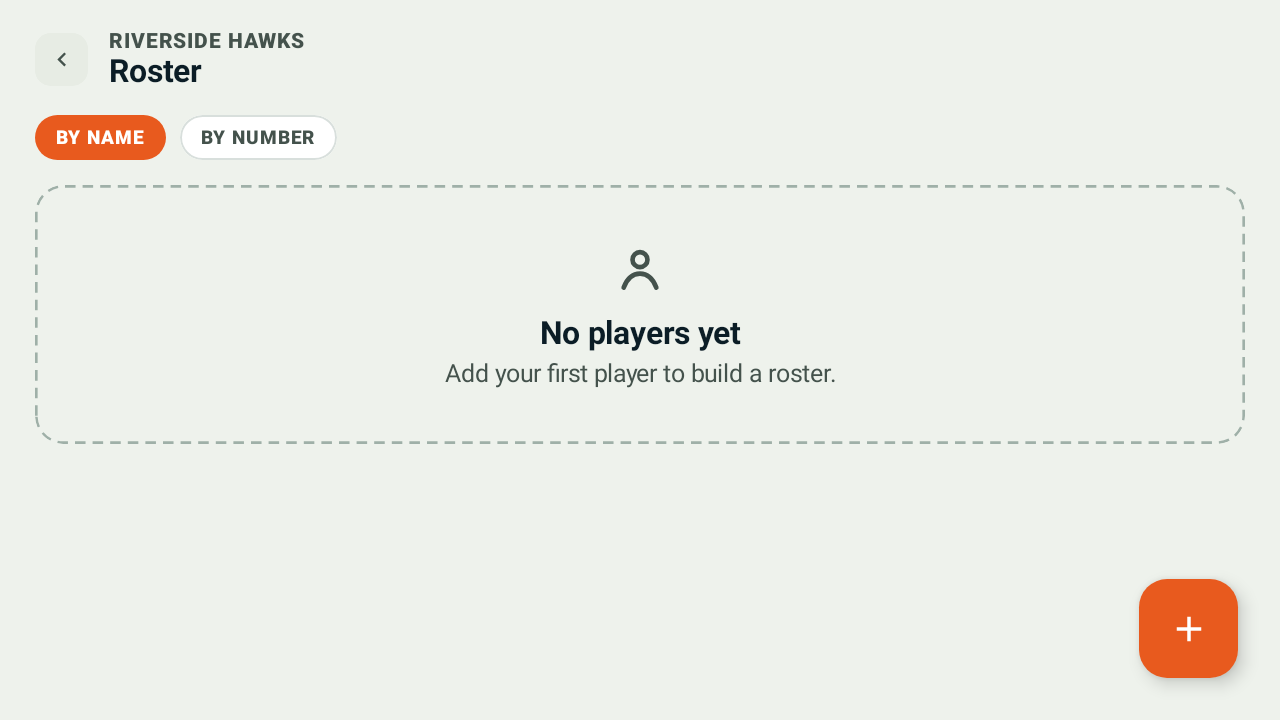 RIVERSIDE HAWKS
Roster
BY NAME
BY NUMBER
No players yet
Add your first player to build a roster.